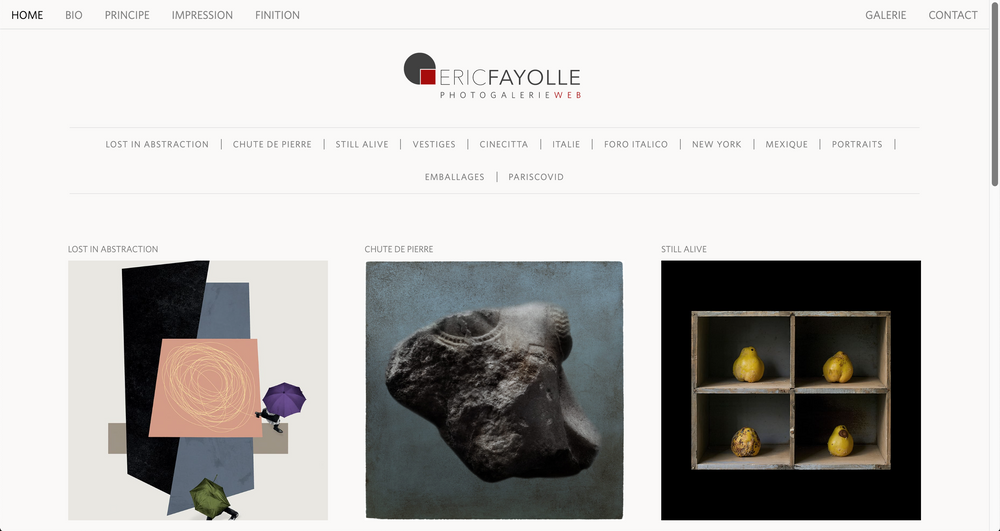 HOME BIO PRINCIPE IMPRESSION FINITION GALERIE CONTACT
ERICFAYOLLE
PHOTOGALERIEWEB
LOST IN ABSTRACTION | CHUTE DE PIERRE | STILL ALIVE | VESTIGES | CINECITTA | ITALIE | FORO ITALICO | NEW YORK | MEXIQUE | PORTRAITS |
EMBALLAGES | PARISCOVID
LOST IN ABSTRACTION CHUTE DE PIERRE STILL ALIVE